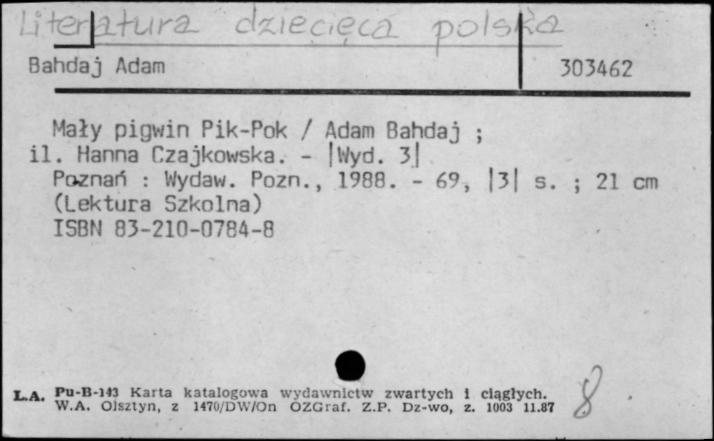 Literatura dziecięca polska
Bahdaj Adam 303462
Mały pigwin Pik-Pok / Adam Bahdaj ;
il. Hanna Czajkowska. - |Wyd. 3|
Poznań : Wydaw. Pozn., 1988. - 69, |3| s. ; 21 cm
(Lektura Szkolna)
ISBN 83-210-0784-8
L.A. Pu-B-143 Karta katalogowa wydawnictw zwartych i ciągłych.
W.A. Olsztyn, z 1470/DW/On OZGraf. Z.P. Dz-wo, z. 1003 11.87
8